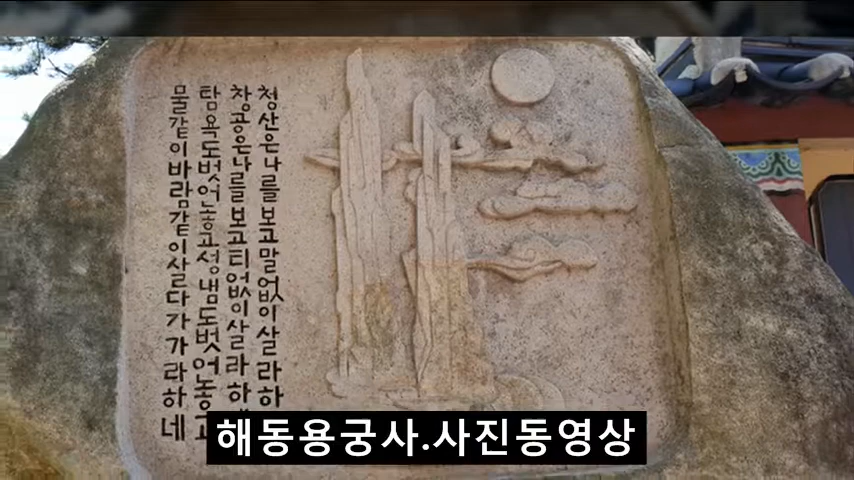 청산은나를보고말없이살라하
창공은나를보고티없이살라하
탐욕도벗어놓고성냄도벗어놓고
물같이바람같이살다가가라하네
해동용궁사.사진동영상